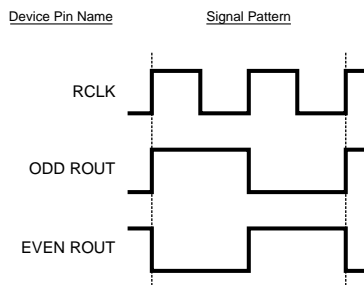 Device Pin Name Signal Pattern
RCLK
ODD ROUT
EVEN ROUT